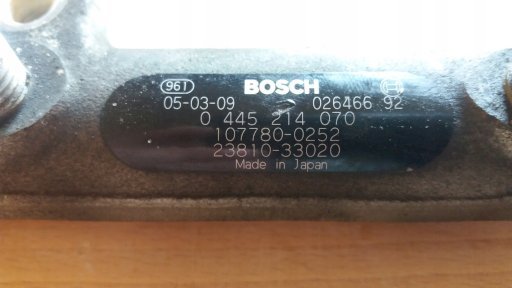 961 BOSCH
05-03-09 026466 92
0 445 214 070
107780-0252
23810-33020
Made in Japan